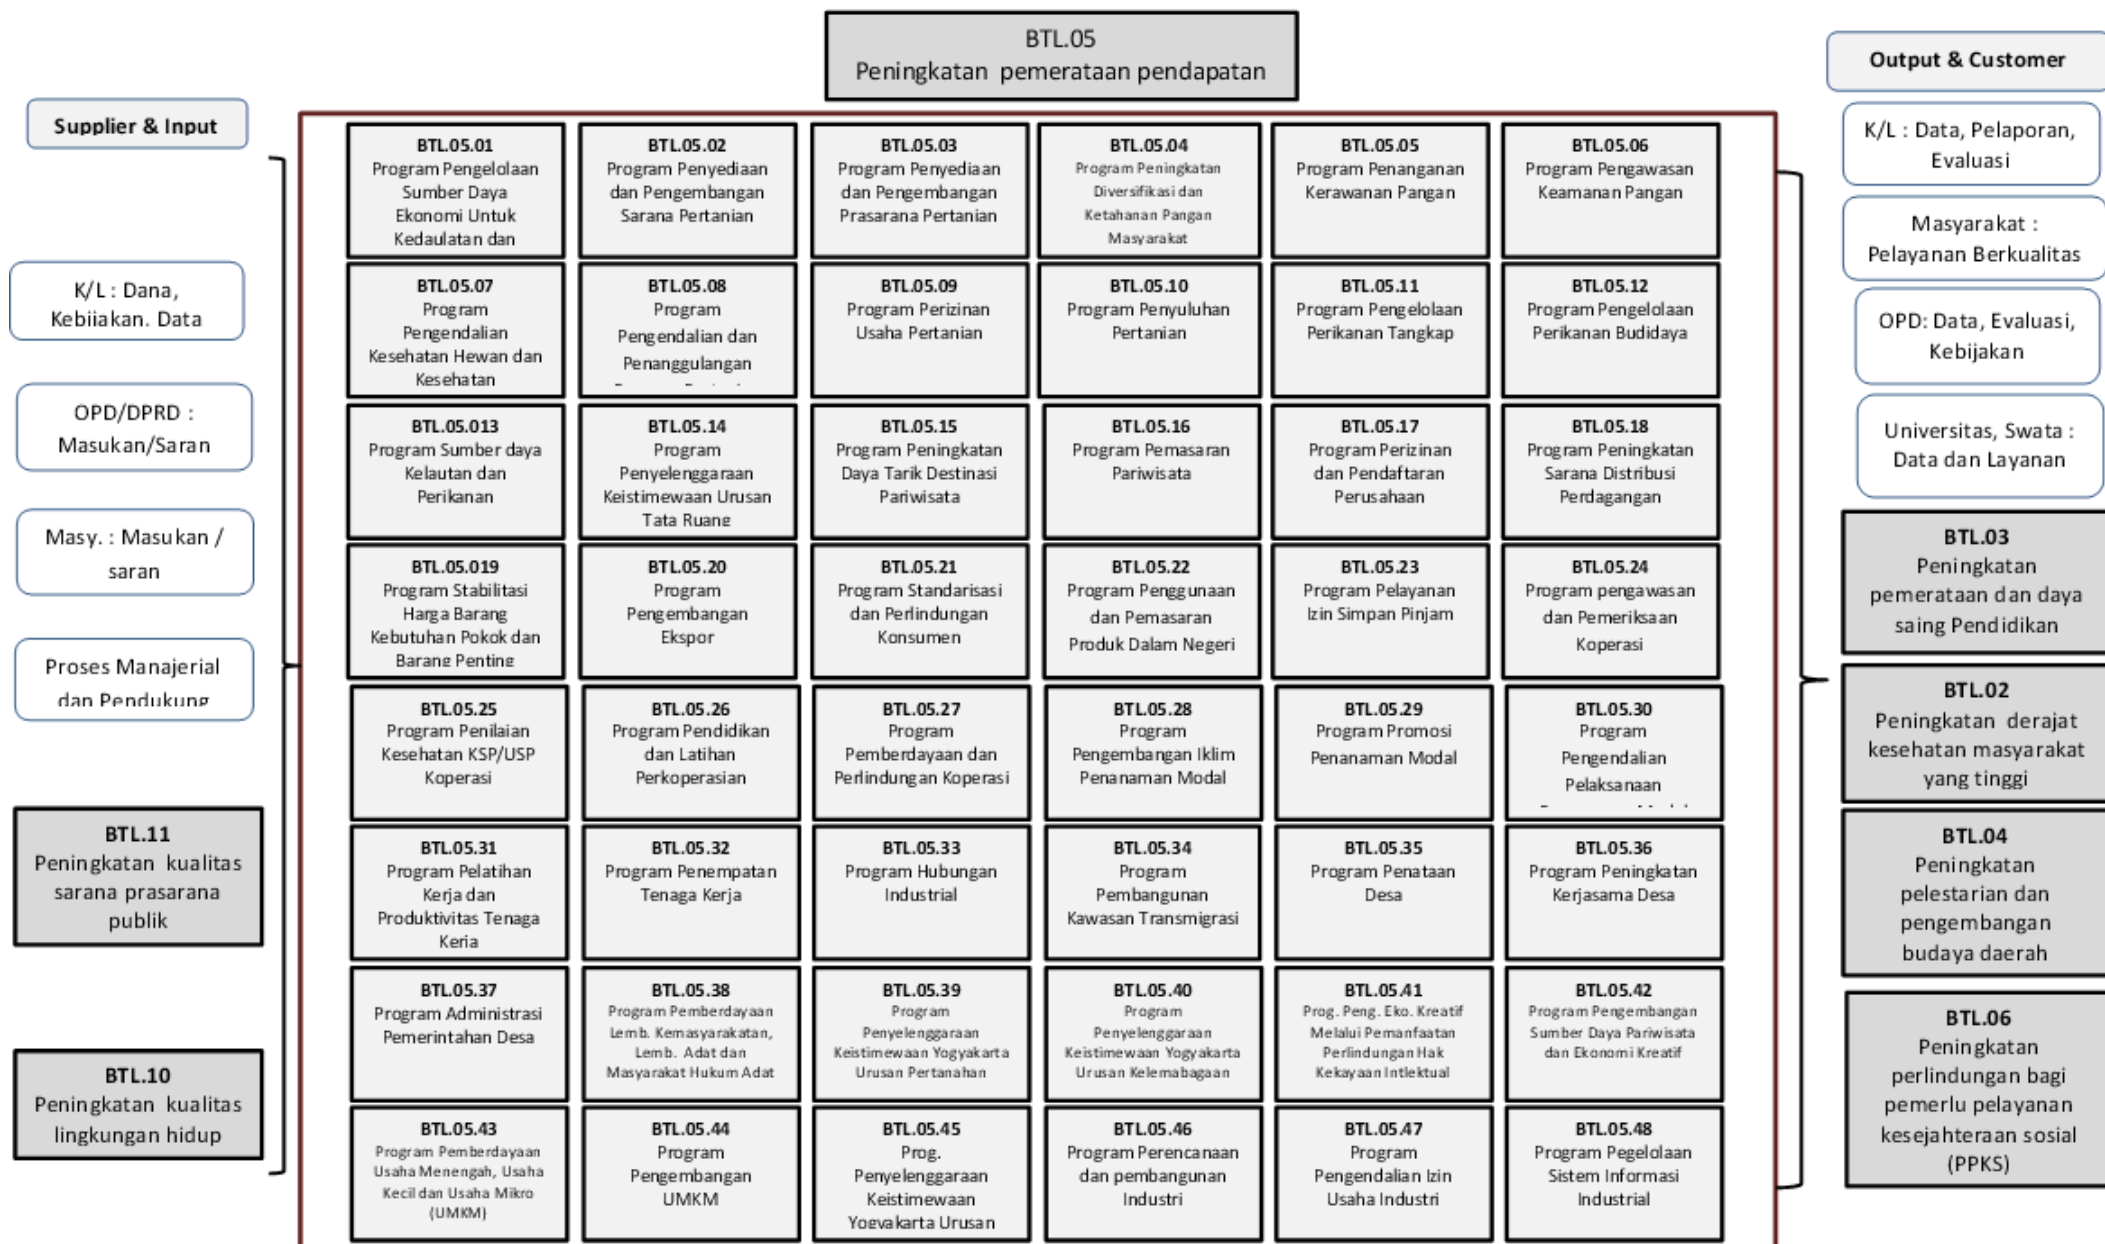 BTL.05
Peningkatan pemerataan pendapatan
Supplier & Input
K/L : Dana,
Kebijakan. Data
OPD/DPRD :
Masukan/Saran
Masy. : Masukan /
saran
Proses Manajerial
dan Pendukung
BTL.11
Peningkatan kualitas
sarana prasarana
publik
BTL.10
Peningkatan kualitas
lingkungan hidup
BTL.05.01
Program Pengelolaan
Sumber Daya
Ekonomi Untuk
Kedaulatan dan
BTL.05.02
Program Penyediaan
dan Pengembangan
Sarana Pertanian
BTL.05.03
Program Penyediaan
dan Pengembangan
Prasarana Pertanian
BTL.05.04
Program Peningkatan
Diversifikasi dan
Ketahanan Pangan
Masyarakat
BTL.05.05
Program Penanganan
Kerawanan Pangan
BTL.05.06
Program Pengawasan
Keamanan Pangan
BTL.05.07
Program
Pengendalian
Kesehatan Hewan dan
Kesehatan
BTL.05.08
Program
Pengendalian dan
Penanggulangan
BTL.05.09
Program Perizinan
Usaha Pertanian
BTL.05.10
Program Penyuluhan
Pertanian
BTL.05.11
Program Pengelolaan
Perikanan Tangkap
BTL.05.12
Program Pengelolaan
Perikanan Budidaya
BTL.05.013
Program Sumber daya
Kelautan dan
Perikanan
BTL.05.14
Program
Penyelenggaraan
Keistimewaan Urusan
Tata Ruang
BTL.05.15
Program Peningkatan
Daya Tarik Destinasi
Pariwisata
BTL.05.16
Program Pemasaran
Pariwisata
BTL.05.17
Program Perizinan
dan Pendaftaran
Perusahaan
BTL.05.18
Program Peningkatan
Sarana Distribusi
Perdagangan
BTL.05.019
Program Stabilitasi
Harga Barang
Kebutuhan Pokok dan
Barang Penting
BTL.05.20
Program
Pengembangan
Ekspor
BTL.05.21
Program Standarisasi
dan Perlindungan
Konsumen
BTL.05.22
Program Penggunaan
dan Pemasaran
Produk Dalam Negeri
BTL.05.23
Program Pelayanan
Izin Simpan Pinjam
BTL.05.24
Program pengawasan
dan Pemeriksaan
Koperasi
BTL.05.25
Program Penilaian
Kesehatan KSP/USP
Koperasi
BTL.05.26
Program Pendidikan
dan Latihan
Perkoperasian
BTL.05.27
Program
Pemberdayaan dan
Perlindungan Koperasi
BTL.05.28
Program
Pengembangan Iklim
Penanaman Modal
BTL.05.29
Program Promosi
Penanaman Modal
BTL.05.30
Program
Pengendalian
Pelaksanaan
BTL.05.31
Program Pelatihan
Kerja dan
Produktivitas Tenaga
Kerja
BTL.05.32
Program Penempatan
Tenaga Kerja
BTL.05.33
Program Hubungan
Industrial
BTL.05.34
Program
Pembangunan
Kawasan Transmigrasi
BTL.05.35
Program Penataan
Desa
BTL.05.36
Program Peningkatan
Kerjasama Desa
BTL.05.37
Program Administrasi
Pemerintahan Desa
BTL.05.38
Program Pemberdayaan
Lemb. Kemasyarakatan,
Lemb. Adat dan
Masyarakat Hukum Adat
BTL.05.39
Program
Penyelenggaraan
Keistimewaan Yogyakarta
Urusan Pertanahan
BTL.05.40
Program
Penyelenggaraan
Keistimewaan Yogyakarta
Urusan Kelemabagaan
BTL.05.41
Prog. Peng. Eko. Kreatif
Melalui Pemanfaatan
Perlindungan Hak
Kekayaan Intlektual
BTL.05.42
Program Pengembangan
Sumber Daya Pariwisata
dan Ekonomi Kreatif
BTL.05.43
Program Pemberdayaan
Usaha Menengah, Usaha
Kecil dan Usaha Mikro
(UMKM)
BTL.05.44
Program
Pengembangan
UMKM
BTL.05.45
Prog.
Penyelenggaraan
Keistimewaan
Yogyakarta Urusan
BTL.05.46
Program Perencanaan
dan pembangunan
Industri
BTL.05.47
Program
Pengendalian Izin
Usaha Industri
BTL.05.48
Program Pegelolaan
Sistem Informasi
Industrial
Output & Customer
K/L : Data, Pelaporan,
Evaluasi
Masyarakat :
Pelayanan Berkualitas
OPD: Data, Evaluasi,
Kebijakan
Universitas, Swata :
Data dan Layanan
BTL.03
Peningkatan
pemerataan dan daya
saing Pendidikan
BTL.02
Peningkatan derajat
kesehatan masyarakat
yang tinggi
BTL.04
Peningkatan
pelestarian dan
pengembangan
budaya daerah
BTL.06
Peningkatan
perlindungan bagi
pemerlu pelayanan
kesejahteraan sosial
(PPKS)